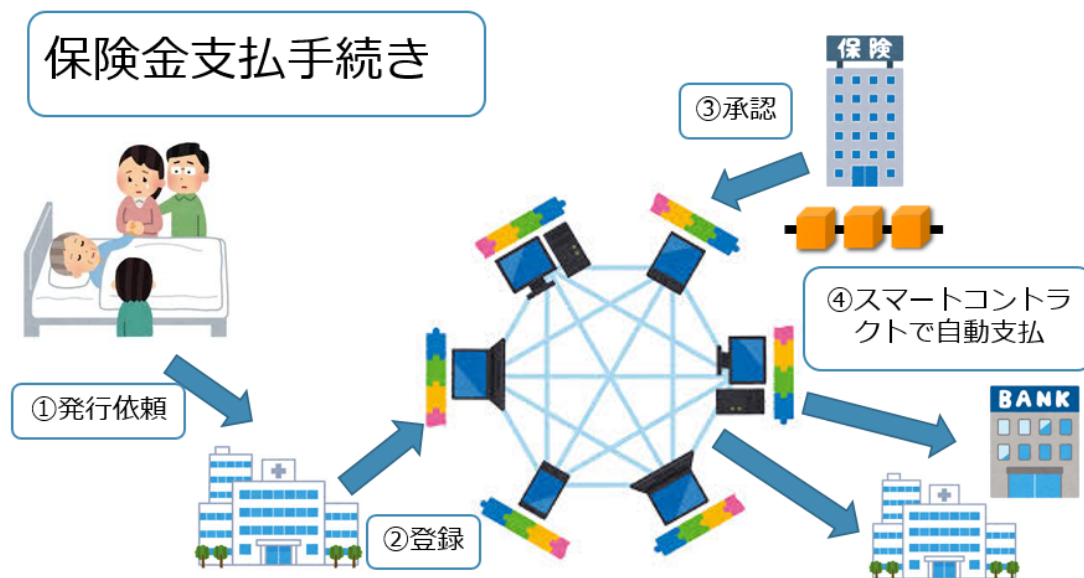 保険金支払手続き
保険
③承認
④スマートコントラ
クトで自動支払
BANK
①発行依頼
②登録